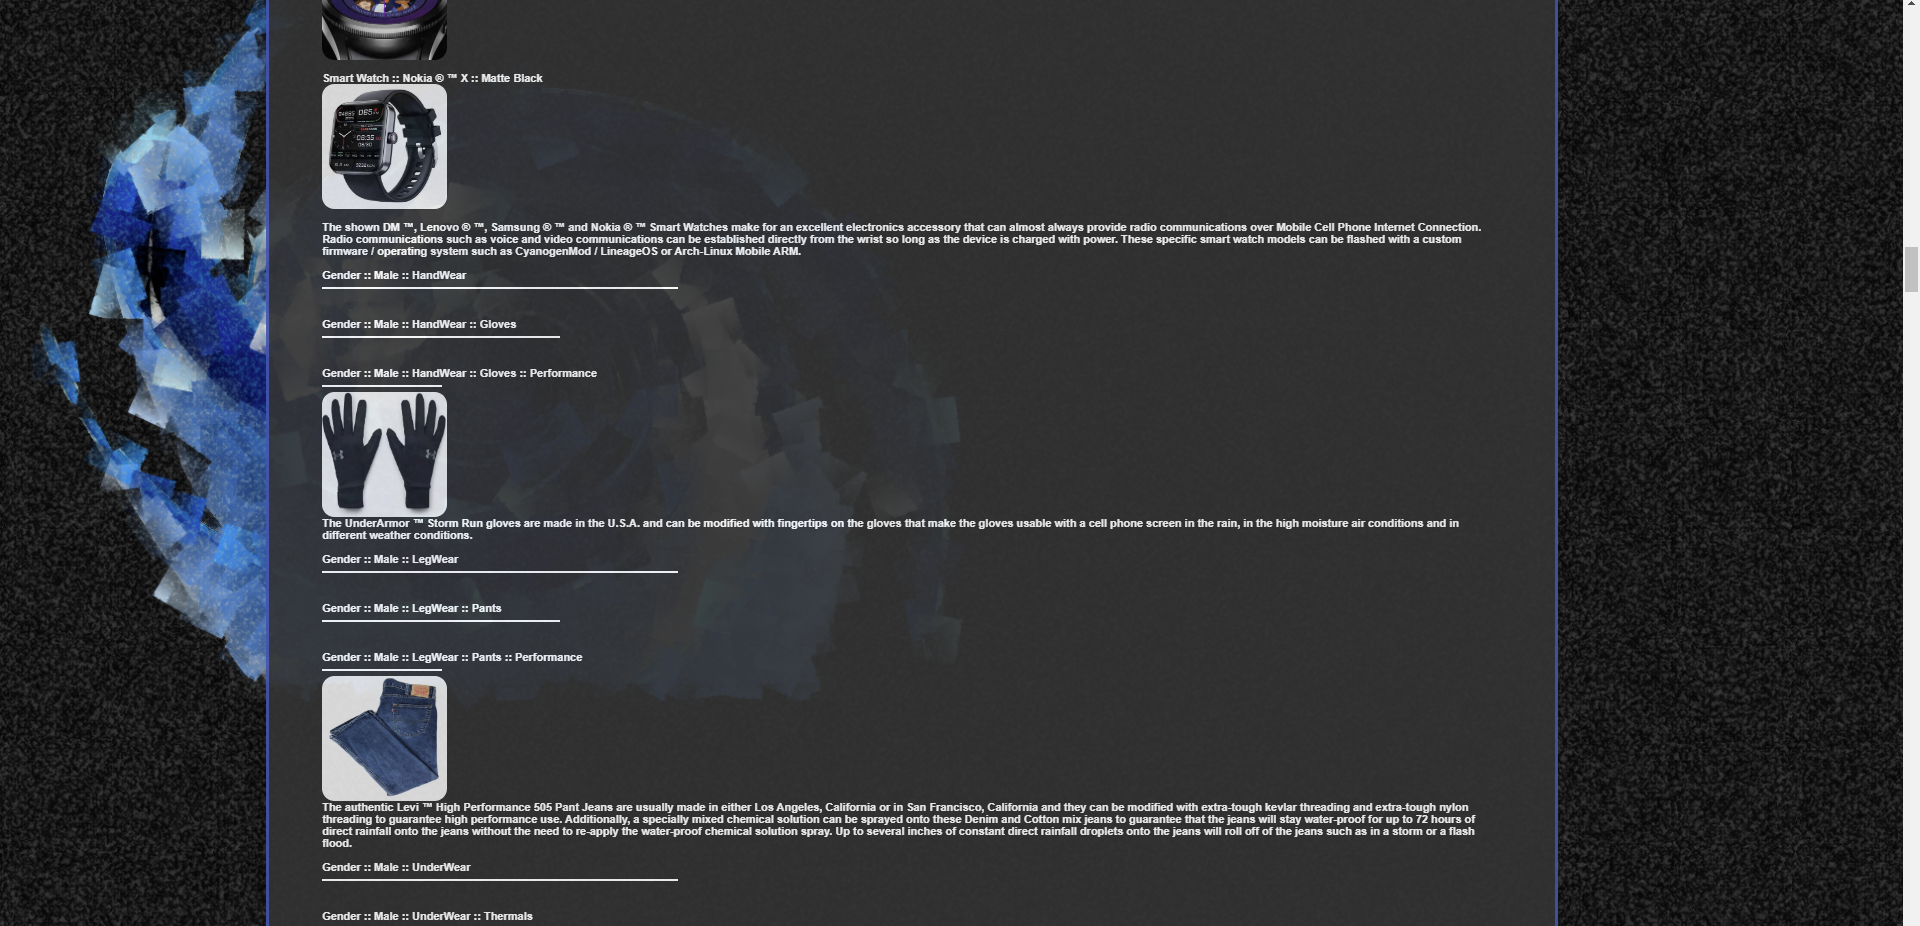 Smart Watch :: Nokia ® ™ X :: Matte Black
The shown DM ™, Lenovo ® ™, Samsung ® ™ and Nokia ® ™ Smart Watches make for an excellent electronics accessory that can almost always provide radio communications over Mobile Cell Phone Internet Connection.
Radio communications such as voice and video communications can be established directly from the wrist so long as the device is charged with power. These specific smart watch models can be flashed with a custom
firmware / operating system such as CyanogenMod / LineageOS or Arch-Linux Mobile ARM.
Gender :: Male :: HandWear
Gender :: Male :: HandWear :: Gloves
Gender :: Male :: HandWear :: Gloves :: Performance
The UnderArmor ™ Storm Run gloves are made in the U.S.A. and can be modified with fingertips on the gloves that make the gloves usable with a cell phone screen in the rain, in the high moisture air conditions and in
different weather conditions.
Gender :: Male :: LegWear
Gender :: Male :: LegWear :: Pants
Gender :: Male :: LegWear :: Pants :: Performance
The authentic Levi ™ High Performance 505 Pant Jeans are usually made in either Los Angeles, California or in San Francisco, California and they can be modified with extra-tough kevlar threading and extra-tough nylon
threading to guarantee high performance use. Additionally, a specially mixed chemical solution can be sprayed onto these Denim and Cotton mix jeans to guarantee that the jeans will stay water-proof for up to 72 hours of
direct rainfall onto the jeans without the need to re-apply the water-proof chemical solution spray. Up to several inches of constant direct rainfall droplets onto the jeans will roll off of the jeans such as in a storm or a flash
flood.
Gender :: Male :: UnderWear
Gender :: Male :: UnderWear :: Thermals